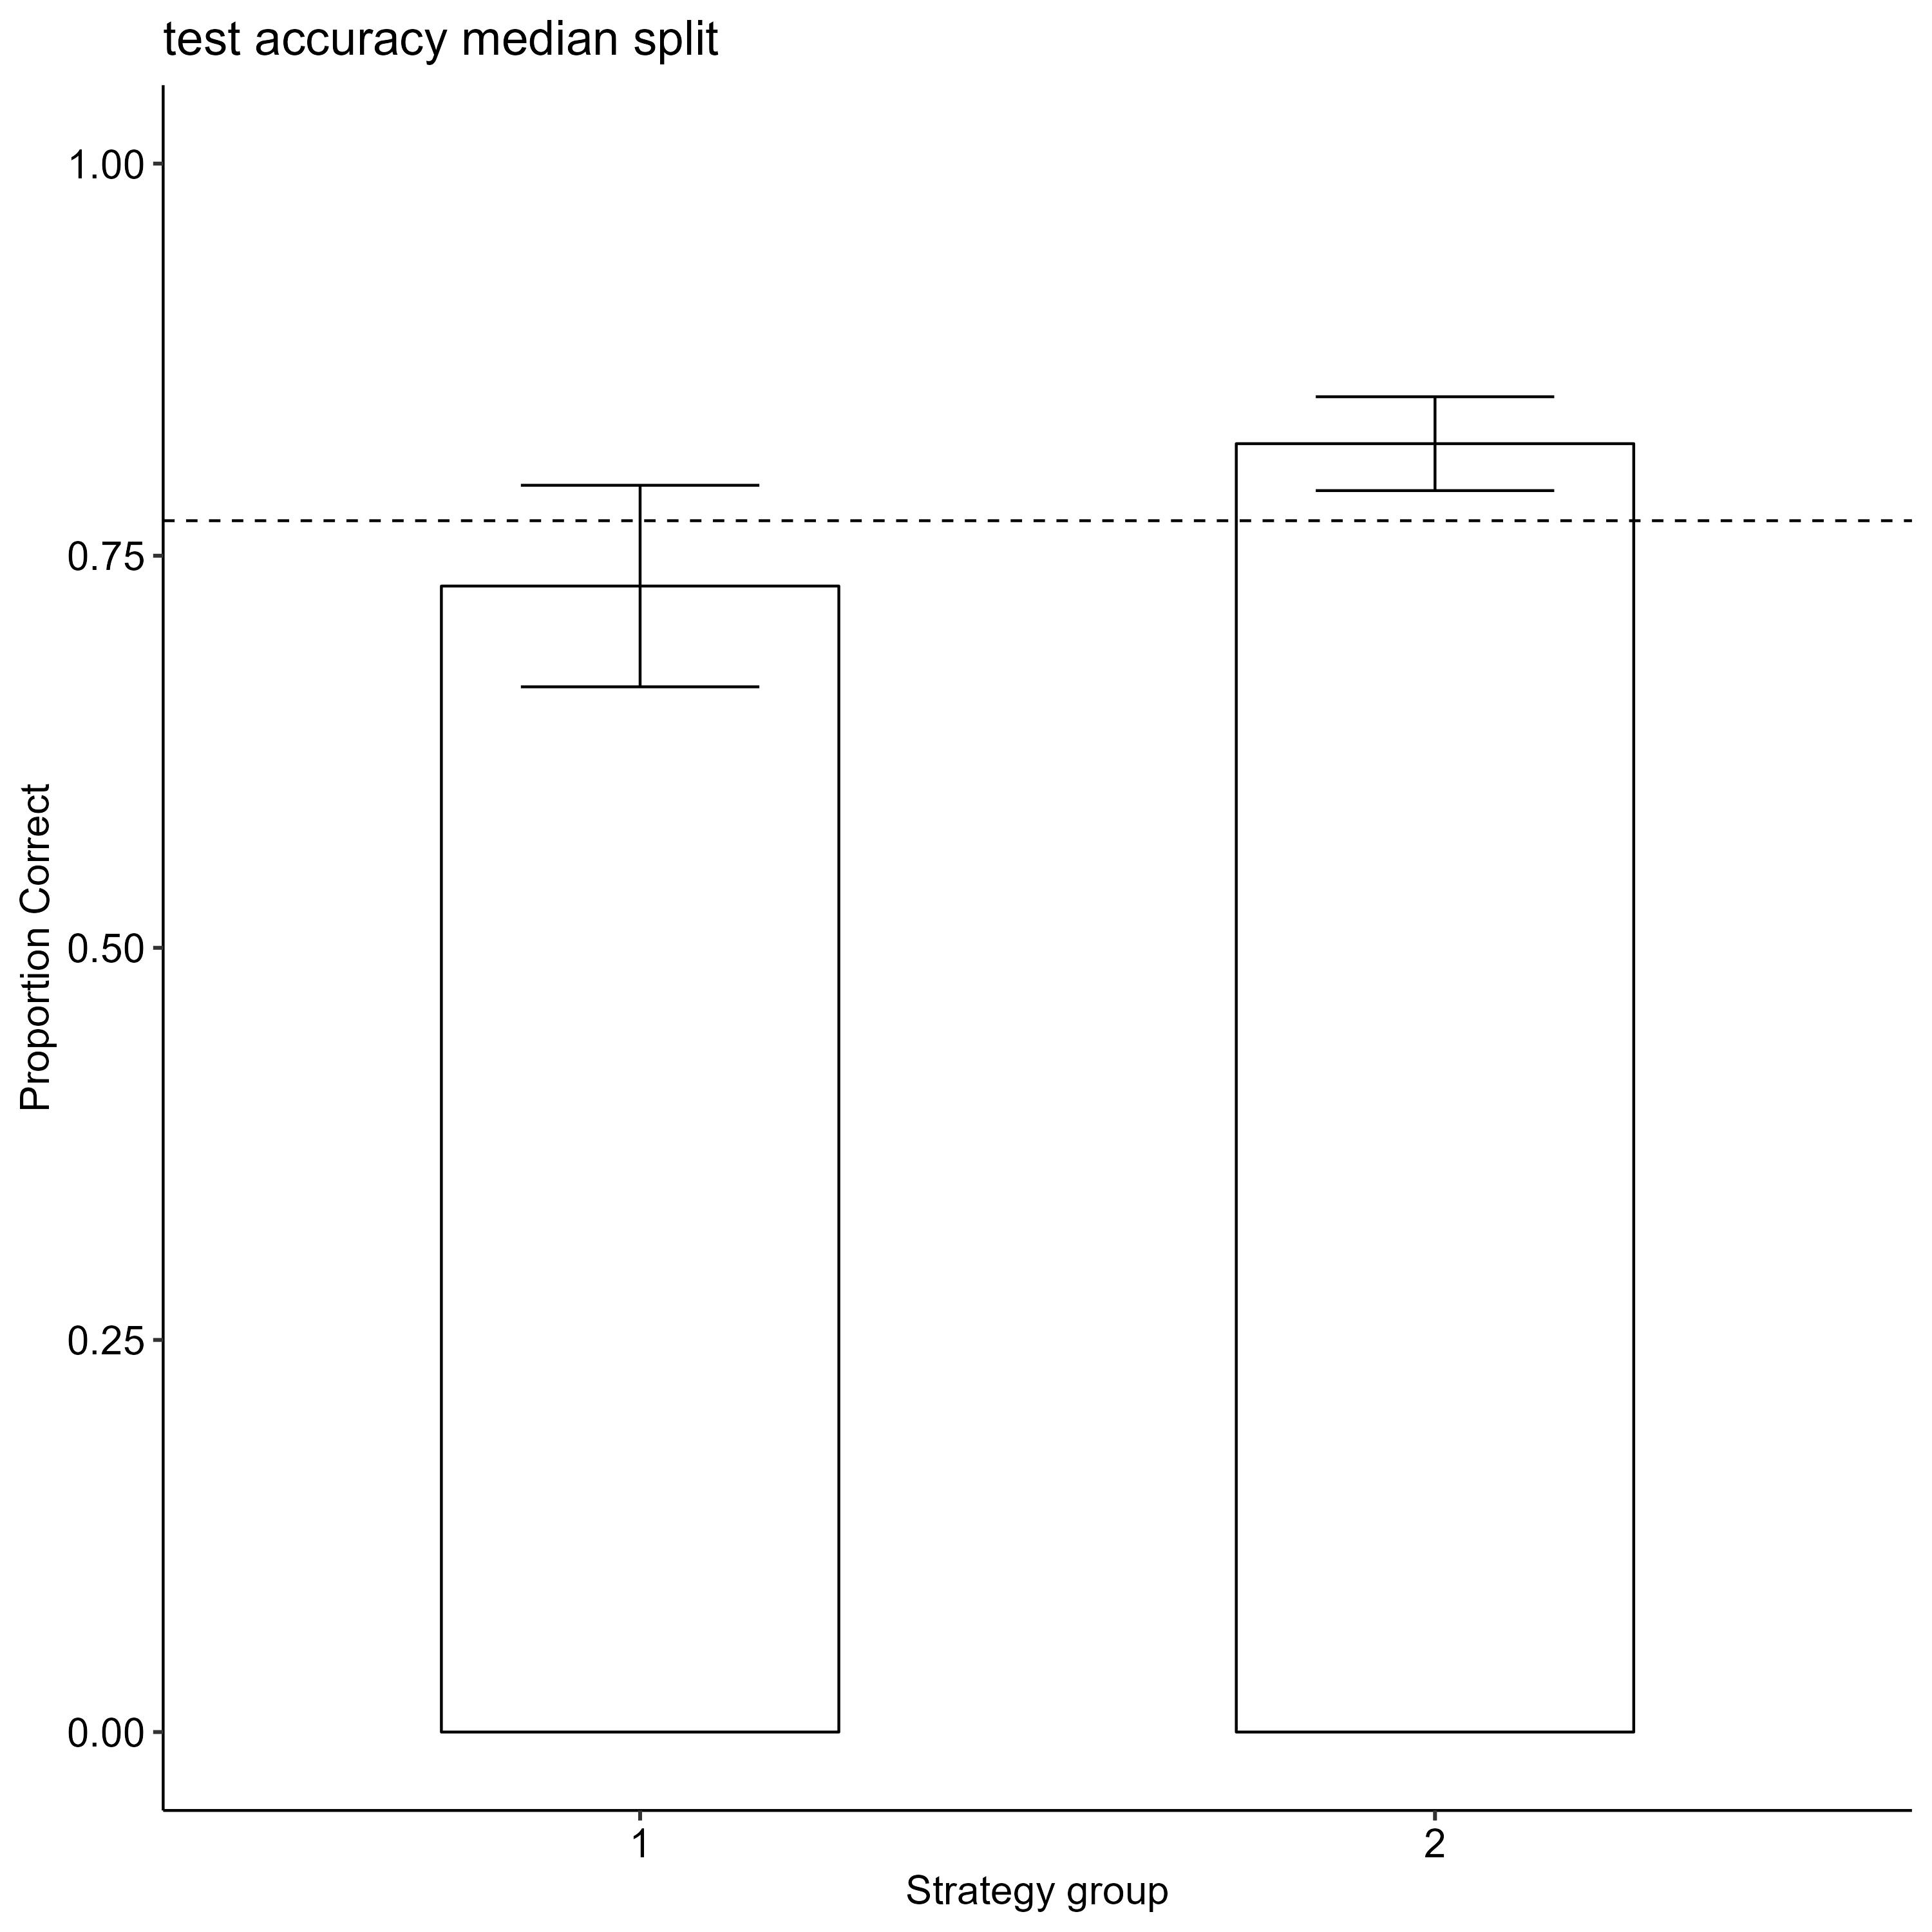 test accuracy median split
1.00
0.75
0.50
0.25
0.00
Proportion Correct
1
2
Strategy group